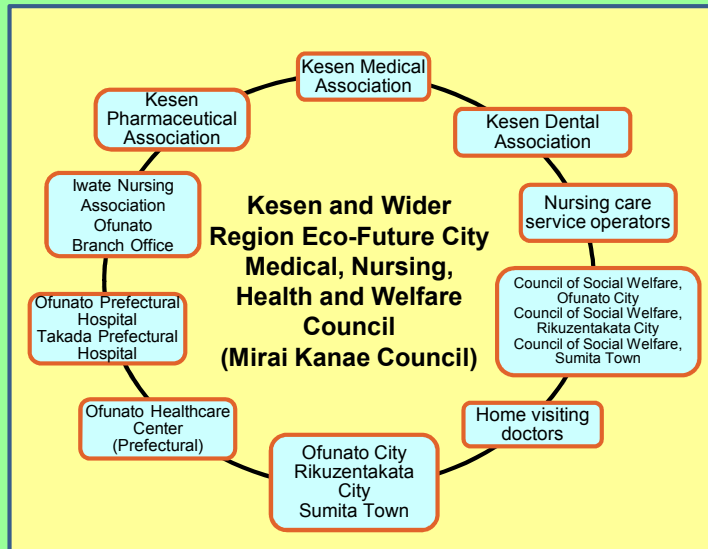 Kesen Medical
Association
Kesen
Pharmaceutical
Association
Kesen Dental
Association
Iwate Nursing
Association
Ofunato
Branch Office
Nursing care
service operators
Kesen and Wider
Region Eco-Future City
Medical, Nursing,
Health and Welfare
Council
(Mirai Kanae Council)
Ofunato Prefectural
Hospital
Takada Prefectural
Hospital
Council of Social Welfare,
Ofunato City
Council of Social Welfare,
Rikuzentakata City
Council of Social Welfare,
Sumita Town
Ofunato Healthcare
Center
(Prefectural)
Home visiting
doctors
Ofunato City
Rikuzentakata
City
Sumita Town